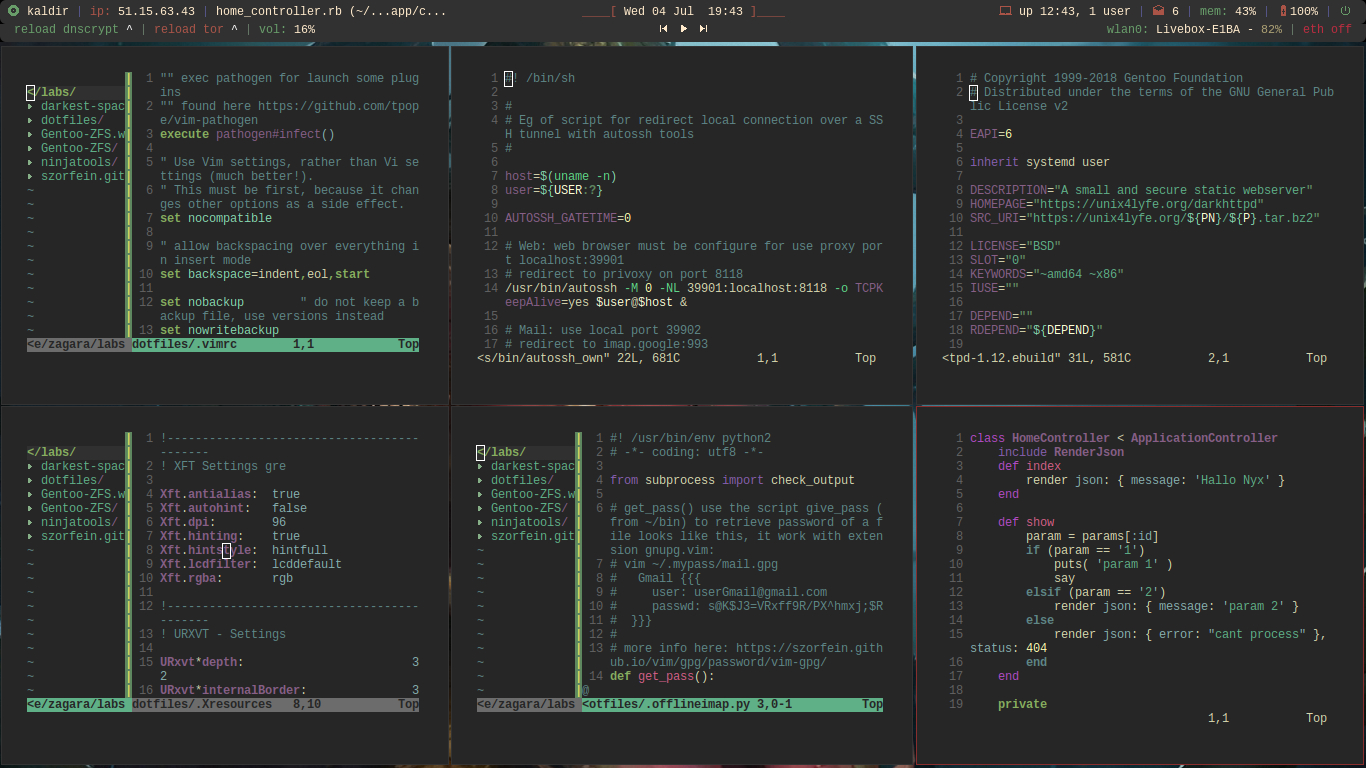 kaldir | ip: 51.15.63.43 | home_controller.rb (~/...app/c...
____[ Wed 04 Jul  19:43 ]____
up 12:43, 1 user | 6 | mem: 43% | 100% |
reload dnscrypt ^ | reload tor ^ | vol: 16%
wlan0: Livebox-E1BA - 82% | eth off
</labs/
▸ darkest-spac
▸ dotfiles/
▸ Gentoo-ZFS.w
▸ Gentoo-ZFS/
▸ ninjatools/
▸ szorfein.git
~
~
~
~
~
~
~
~
~
~
~
1 "" exec pathogen for launch some plug
ins
2 "" found here https://github.com/tpop
e/vim-pathogen
3 execute pathogen#infect()
4
5 " Use Vim settings, rather than Vi se
ttings (much better!).
6 " This must be first, because it chan
ges other options as a side effect.
7 set nocompatible
8
9 " allow backspacing over everything i
n insert mode
10 set backspace=indent,eol,start
11
12 set nobackup        " do not keep a b
ackup file, use versions instead
13 set nowritebackup
<e/zagara/labs dotfiles/.vimrc        1,1            Top
1 #! /bin/sh
2
3 #
4 # Eg of script for redirect local connection over a SS
H tunnel with autossh tools
5 #
6
7 host=$(uname -n)
8 user=${USER:?}
9
10 AUTOSSH_GATETIME=0
11
12 # Web: web browser must be configure for use proxy por
t localhost:39901
13 # redirect to privoxy on port 8118
14 /usr/bin/autossh -M 0 -NL 39901:localhost:8118 -o TCPK
eepAlive=yes $user@$host &
15
16 # Mail: use local port 39902
17 # redirect to imap.google:993
<s/bin/autossh_own" 22L, 681C           1,1           Top
1 # Copyright 1999-2018 Gentoo Foundation
2 # Distributed under the terms of the GNU General Pub
lic License v2
3
4 EAPI=6
5
6 inherit systemd user
7
8 DESCRIPTION="A small and secure static webserver"
9 HOMEPAGE="https://unix4lyfe.org/darkhttpd"
10 SRC_URI="https://unix4lyfe.org/${PN}/${P}.tar.bz2"
11
12 LICENSE="BSD"
13 SLOT="0"
14 KEYWORDS="~amd64 ~x86"
15 IUSE=""
16
17 DEPEND=""
18 RDEPEND="${DEPEND}"
19
<tpd-1.12.ebuild" 31L, 581C           2,1           Top
</labs/
▸ darkest-spac
▸ dotfiles/
▸ Gentoo-ZFS.w
▸ Gentoo-ZFS/
▸ ninjatools/
▸ szorfein.git
~
~
~
~
~
~
~
~
~
~
~
1 !------------------------------------
-------
2 ! XFT Settings gre
3
4 Xft.antialias:  true
5 Xft.autohint:   false
6 Xft.dpi:        96
7 Xft.hinting:    true
8 Xft.hintstyle:  hintfull
9 Xft.lcdfilter:  lcddefault
10 Xft.rgba:       rgb
11
12 !------------------------------------
-------
13 ! URXVT - Settings
14
15 URxvt*depth:                        3
2
16 URxvt*internalBorder:               3
<e/zagara/labs dotfiles/.Xresources   8,10           Top
</labs/
▸ darkest-spac
▸ dotfiles/
▸ Gentoo-ZFS.w
▸ Gentoo-ZFS/
▸ ninjatools/
▸ szorfein.git
~
~
~
~
~
~
~
~
~
~
~
1 #! /usr/bin/env python2
2 # -*- coding: utf8 -*-
3
4 from subprocess import check_output
5
6 # get_pass() use the script give_pass (
from ~/bin) to retrieve password of a f
ile looks like this, it work with exten
sion gnupg.vim:
7 # vim ~/.mypass/mail.gpg
8 #   Gmail {{{
9 #     user: userGmail@gmail.com
10 #     passwd: s@K$J3=VRxff9R/PX^hmxj;$R
11 #  }}}
12 #
13 # more info here: https://szorfein.gith
ub.io/vim/gpg/password/vim-gpg/
14 def get_pass():
@
<e/zagara/labs <otfiles/.offlineimap.py 3,0-1          Top
1 class HomeController < ApplicationController
2     include RenderJson
3     def index
4         render json: { message: 'Hallo Nyx' }
5     end
6
7     def show
8         param = params[:id]
9         if (param == '1')
10             puts( 'param 1' )
11             say
12         elsif (param == '2')
13             render json: { message: 'param 2' }
14         else
15             render json: { error: "cant process" },
status: 404
16         end
17     end
18
19     private
1,1           Top